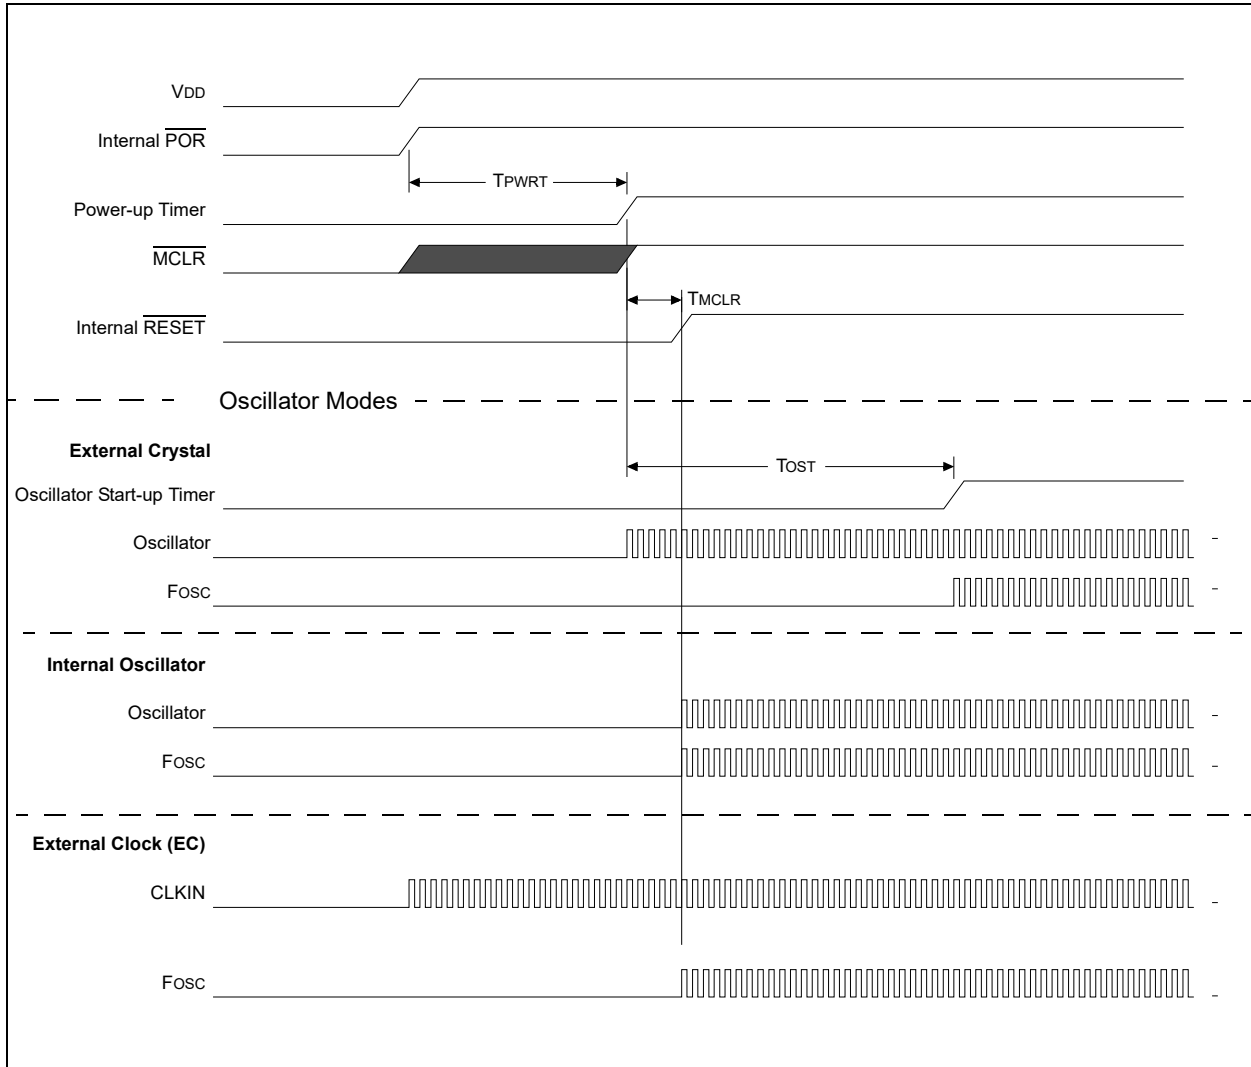 VDD
Internal POR
TPWRT
Power-up Timer
MCLR
TMCLR
Internal RESET
Oscillator Modes
External Crystal
TOST
Oscillator Start-up Timer
Oscillator
FOSC
Internal Oscillator
Oscillator
FOSC
External Clock (EC)
CLKIN
FOSC